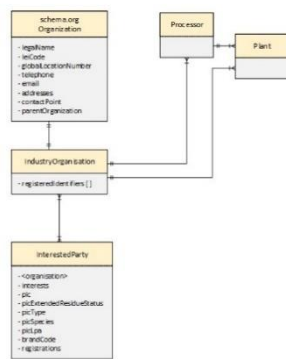 schema.org
Organization
- legalName
- leiCode
- globalLocationNumber
- telephone
- email
- addresses
- contactPoint
- parentOrganization
Processor
Plant
IndustryOrganisation
- registeredIdentifiers [ ]
InterestedParty
- <organisation>
- interests
- pic
- picExtendedResidueStatus
- picType
- picSpecies
- picLpa
- brandCode
- registrations